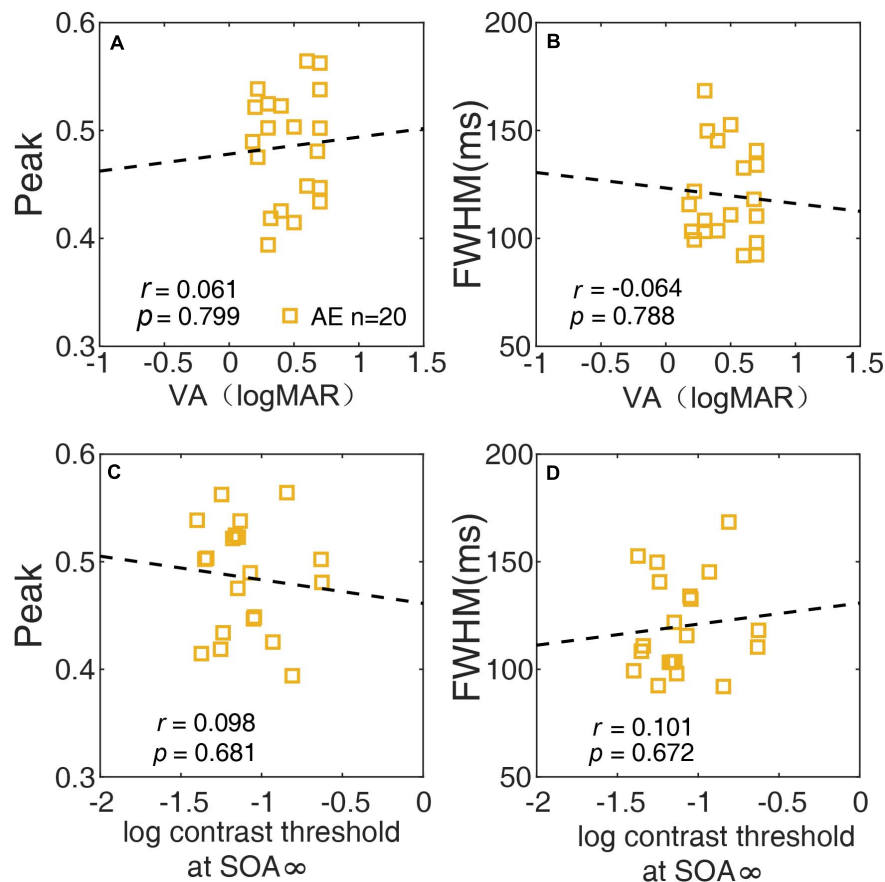 A
0.6
0.5
0.4
0.3
Peak
r = 0.061
p = 0.799
AE n=20
-1 -0.5 0 0.5 1 1.5
VA（logMAR）
B
200
150
100
50
FWHM(ms)
r = -0.064
p = 0.788
-1 -0.5 0 0.5 1 1.5
VA（logMAR）
C
0.6
0.5
0.4
0.3
Peak
r = 0.098
p = 0.681
-2 -1.5 -1 -0.5 0
log contrast threshold
at SOA∞
D
200
150
100
50
FWHM(ms)
r = 0.101
p = 0.672
-2 -1.5 -1 -0.5 0
log contrast threshold
at SOA∞